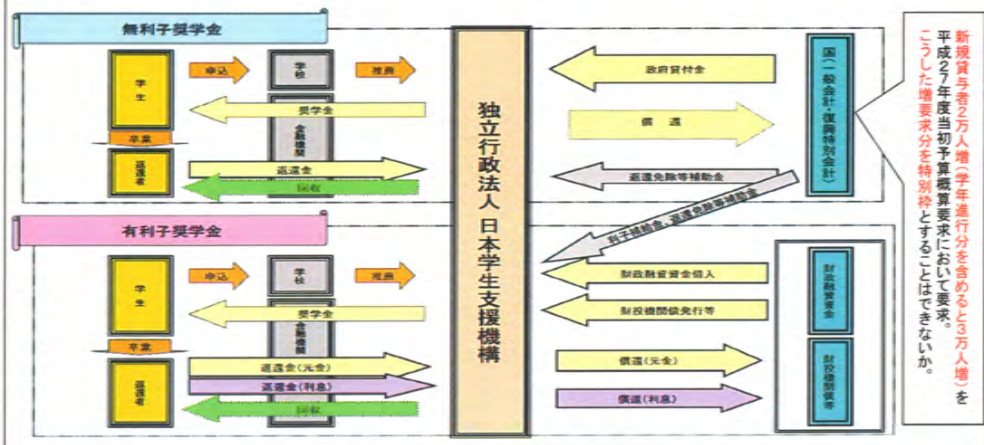 無利子奨学金
学生
申込
学校
推薦
奨学金
金融機関
卒業
返還者
返還金
回収
独立行政法人 日本学生支援機構
政府貸付金
償還
返還免除等補助金
国(一般会計・復興特別会計)
利子補給金、返還免除等補助金
有利子奨学金
学生
申込
学校
推薦
奨学金
金融機関
卒業
返還者
返還金(元金)
返還金(利息)
回収
財政融資資金借入
財投機関債発行等
償還(元金)
償還(利息)
財政融資資金
財投機関債等
新規貸与者2万人増(学年進行分を含めると3万人増)を
平成27年度当初予算概算要求において要求。
こうした増要求分を特別枠とすることはできないか。